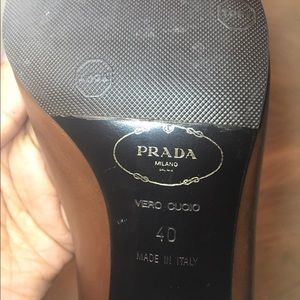 PRADA
MILANO
VERO CUOIO
40
MADE IN ITALY